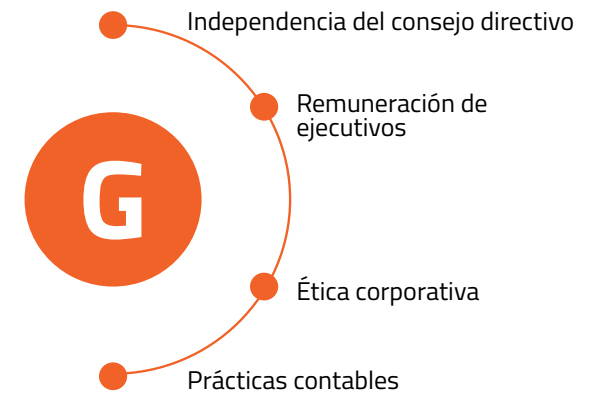 Independencia del consejo directivo
Remuneración de
ejecutivos
G
Ética corporativa
Prácticas contables